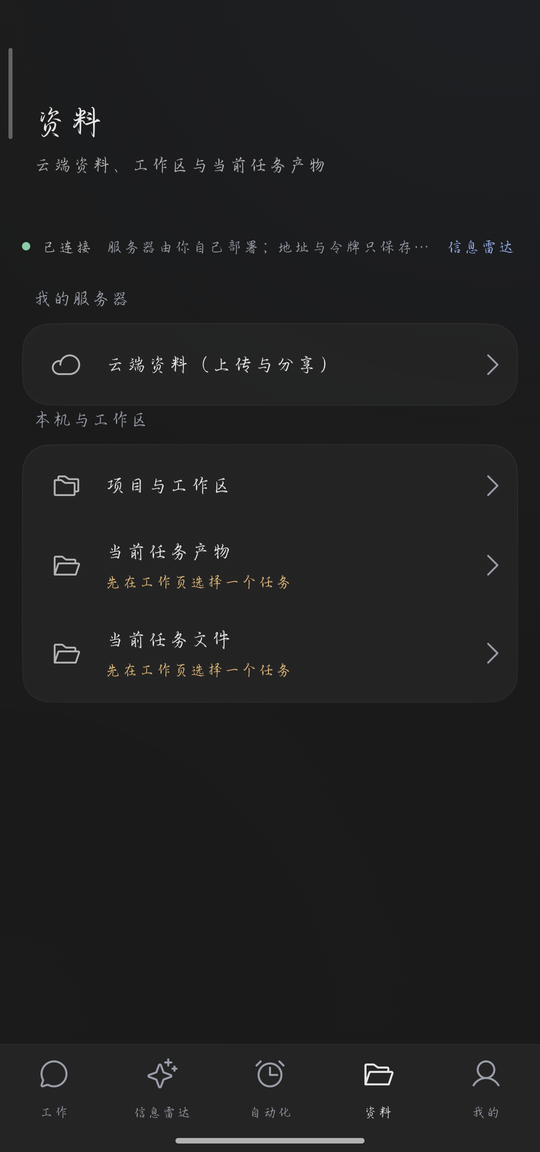 资料
云端资料、工作区与当前任务产物
已连接 服务器由你自己部署；地址与令牌只保存… 信息雷达
我的服务器
云端资料（上传与分享）
本机与工作区
项目与工作区
当前任务产物
先在工作页选择一个任务
当前任务文件
先在工作页选择一个任务
工作 信息雷达 自动化 资料 我的